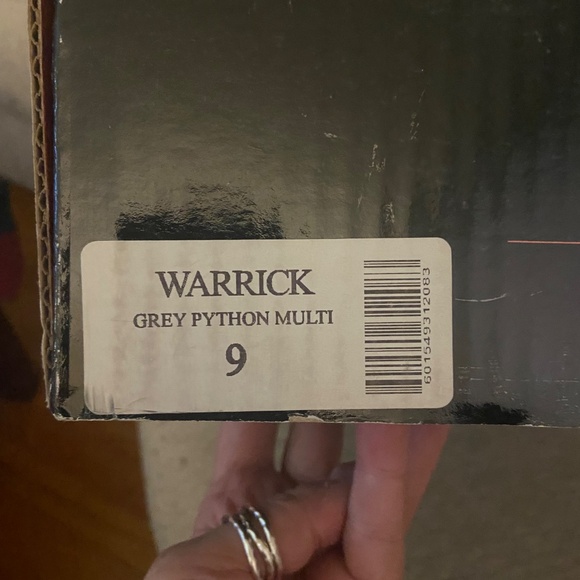 WARRICK
GREY PYTHON MULTI
9
601549312083